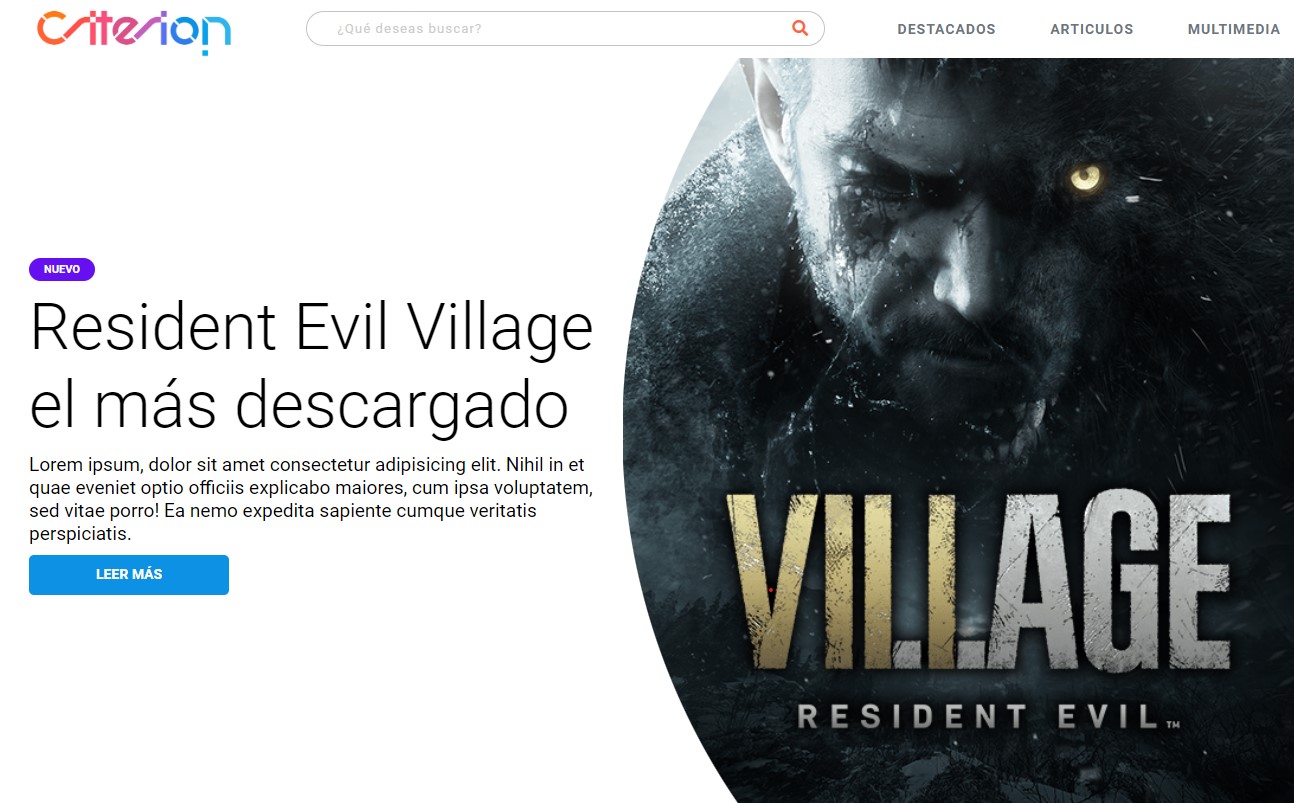 Criterion
¿Qué deseas buscar?
DESTACADOS
ARTICULOS
MULTIMEDIA
NUEVO
Resident Evil Village
el más descargado
Lorem ipsum, dolor sit amet consectetur adipisicing elit. Nihil in et
quae eveniet optio officiis explicabo maiores, cum ipsa voluptatem,
sed vitae porro! Ea nemo expedita sapiente cumque veritatis
perspiciatis.
LEER MÁS
VILLAGE
RESIDENT EVIL™